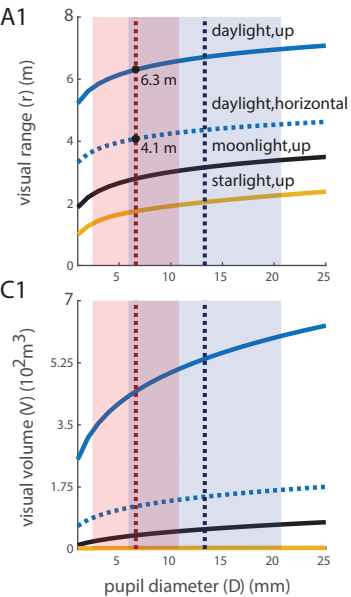 A1
visual range (r) (m)
8
6
4
2
0
daylight,up
6.3 m
daylight,horizontal
4.1 m
moonlight,up
starlight,up
5 10 15 20 25
C1
visual volume (V) (10²m³)
7
5.25
3.5
1.75
0
5 10 15 20 25
pupil diameter (D) (mm)